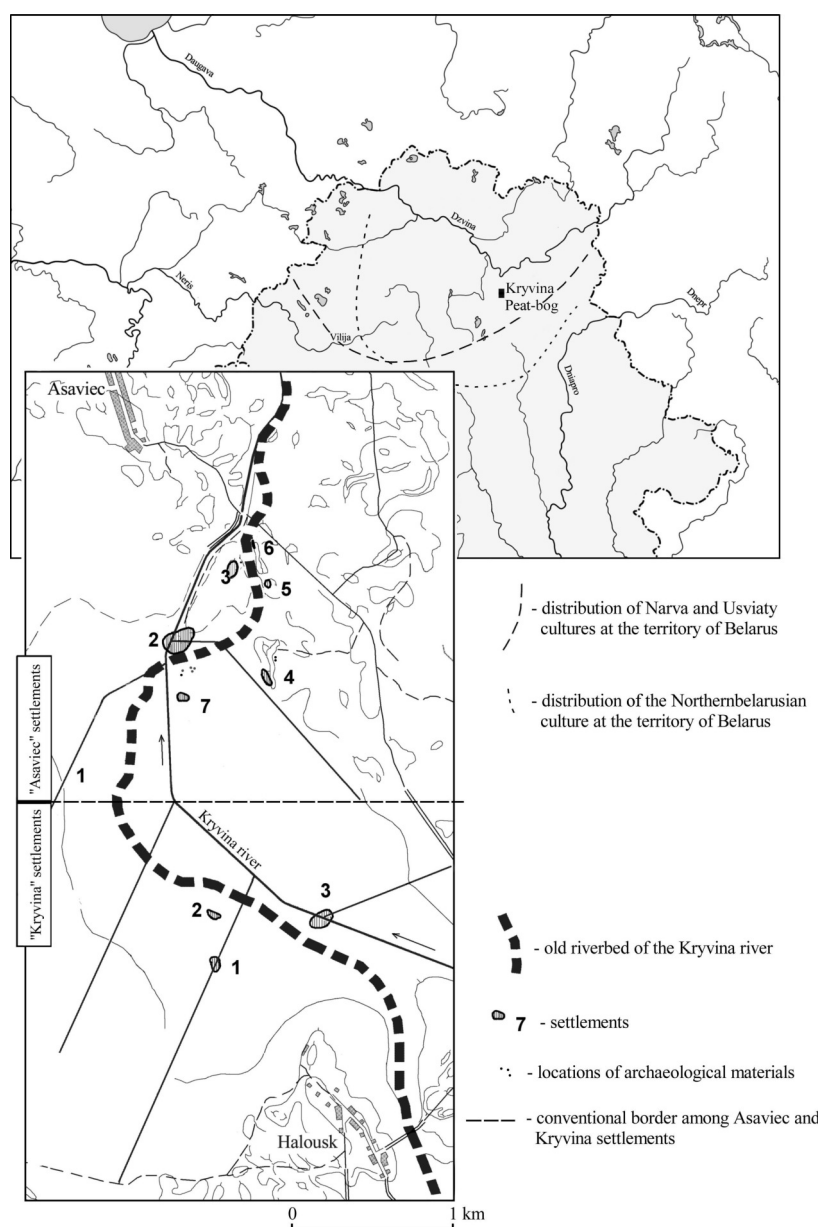 Daugava
Dzvina
Neris
Kryvina
Peat-bog
Dnepr
Vilija
Dniapro
Asaviec
6
3
5
2
4
7
1
"Asaviec" settlements
"Kryvina" settlements
Kryvina river
3
2
1
Halousk
0 1 km
- distribution of Narva and Usviaty
cultures at the territory of Belarus
- distribution of the Northernbelarusian
culture at the territory of Belarus
- old riverbed of the Kryvina river
7 - settlements
- locations of archaeological materials
- conventional border among Asaviec and
Kryvina settlements